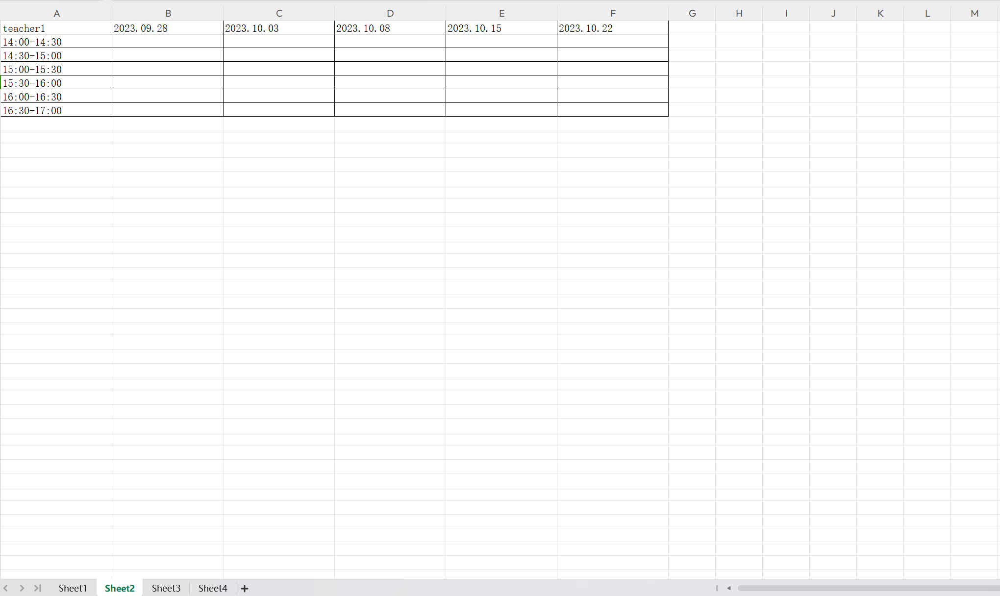 A B C D E F G H I J K L M
teacher1 2023.09.28 2023.10.03 2023.10.08 2023.10.15 2023.10.22
14:00-14:30
14:30-15:00
15:00-15:30
15:30-16:00
16:00-16:30
16:30-17:00
Sheet1 Sheet2 Sheet3 Sheet4 +